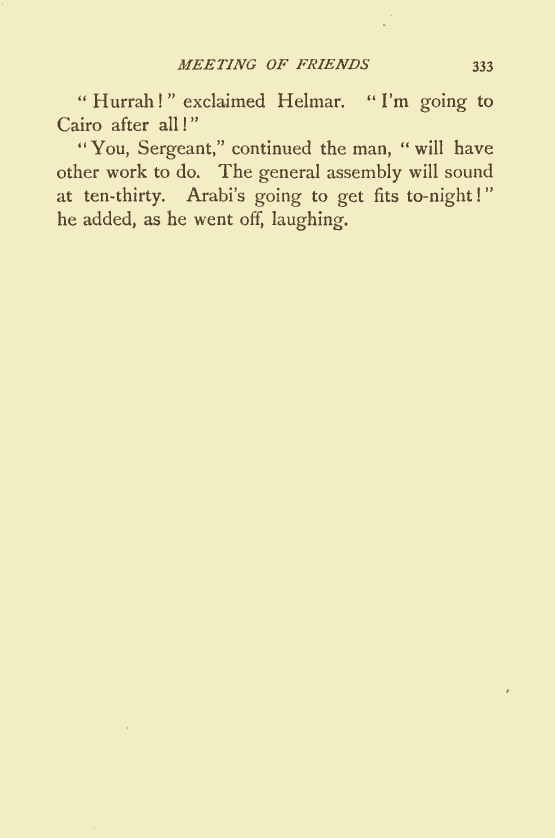 MEETING OF FRIENDS 333
“ Hurrah ! ” exclaimed Helmar. “ I'm going to
Cairo after all ! ”
“ You, Sergeant,” continued the man, “ will have
other work to do. The general assembly will sound
at ten-thirty. Arabi's going to get fits to-night ! ”
he added, as he went off, laughing.